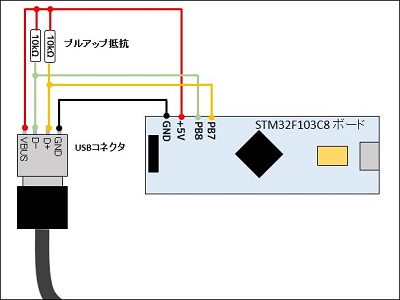 10kΩ
10kΩ
プルアップ抵抗
STM32F103C8 ボード
GND
+5V
PB8
PB7
VBUS
D-
D+
GND
USBコネクタ